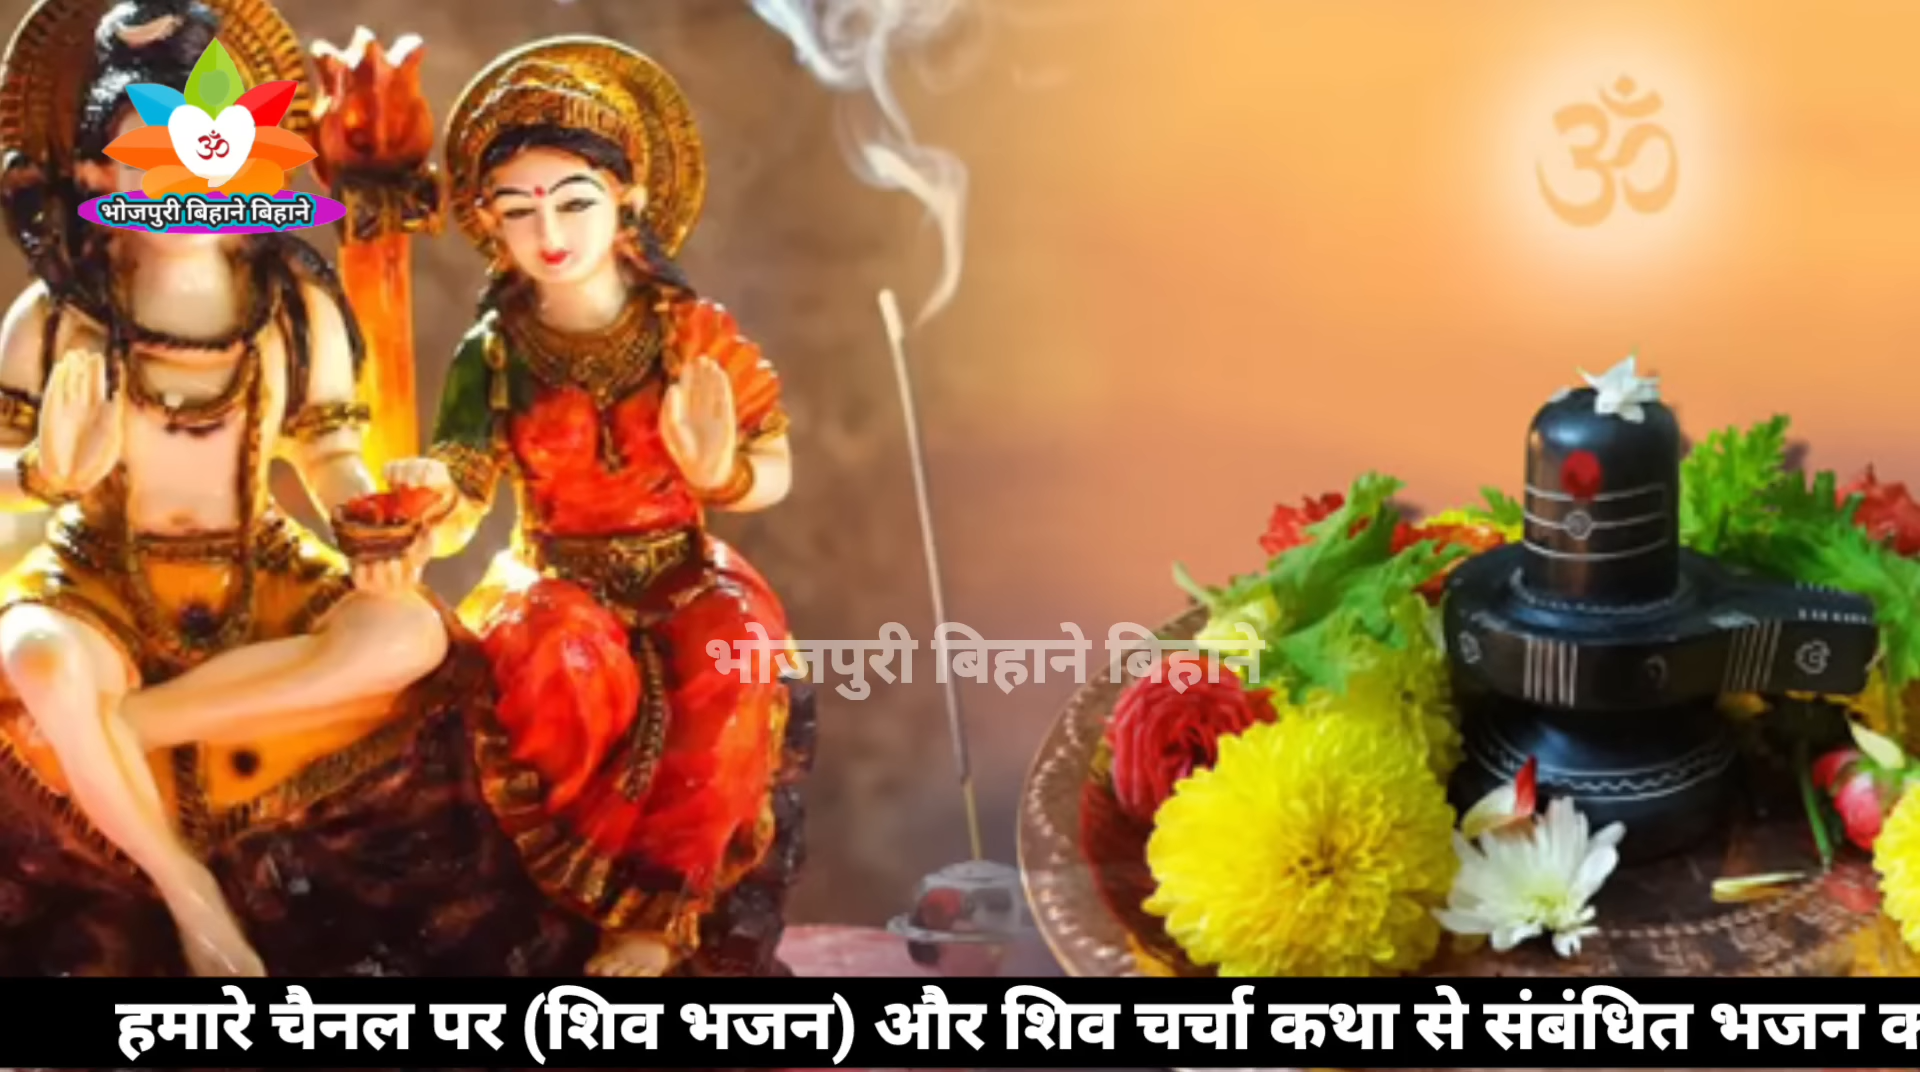 ॐ
ॐ
भोजपुरी बिहाने बिहाने
भोजपुरी बिहाने बिहाने
हमारे चैनल पर (शिव भजन) और शिव चर्चा कथा से संबंधित भजन